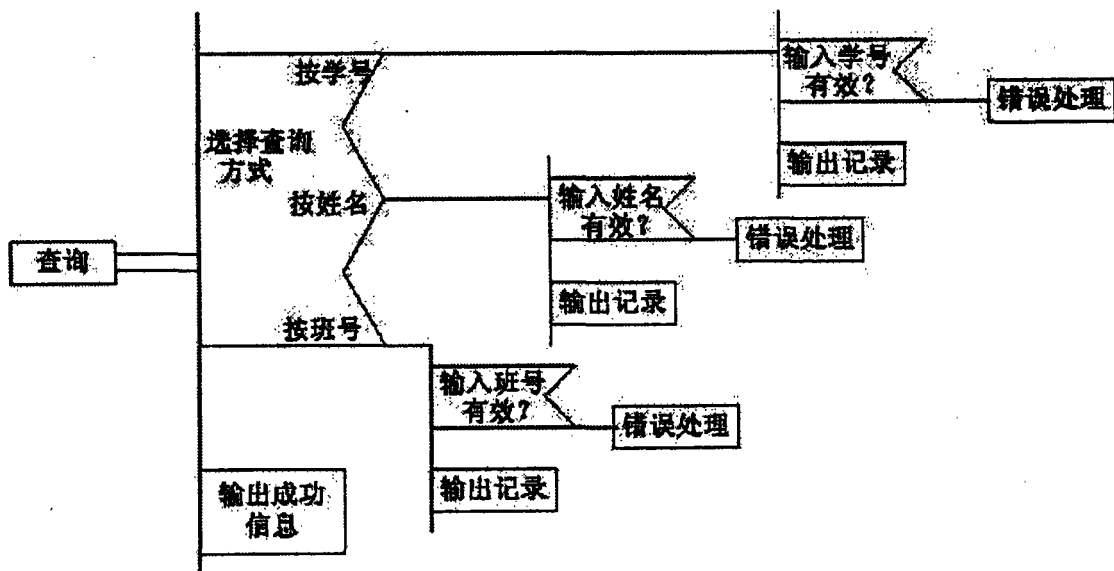 输入学号
有效？
错误处理
输出记录
按学号
选择查询
方式
按姓名
输入姓名
有效？
错误处理
输出记录
查询
按班号
输入班号
有效？
错误处理
输出记录
输出成功
信息